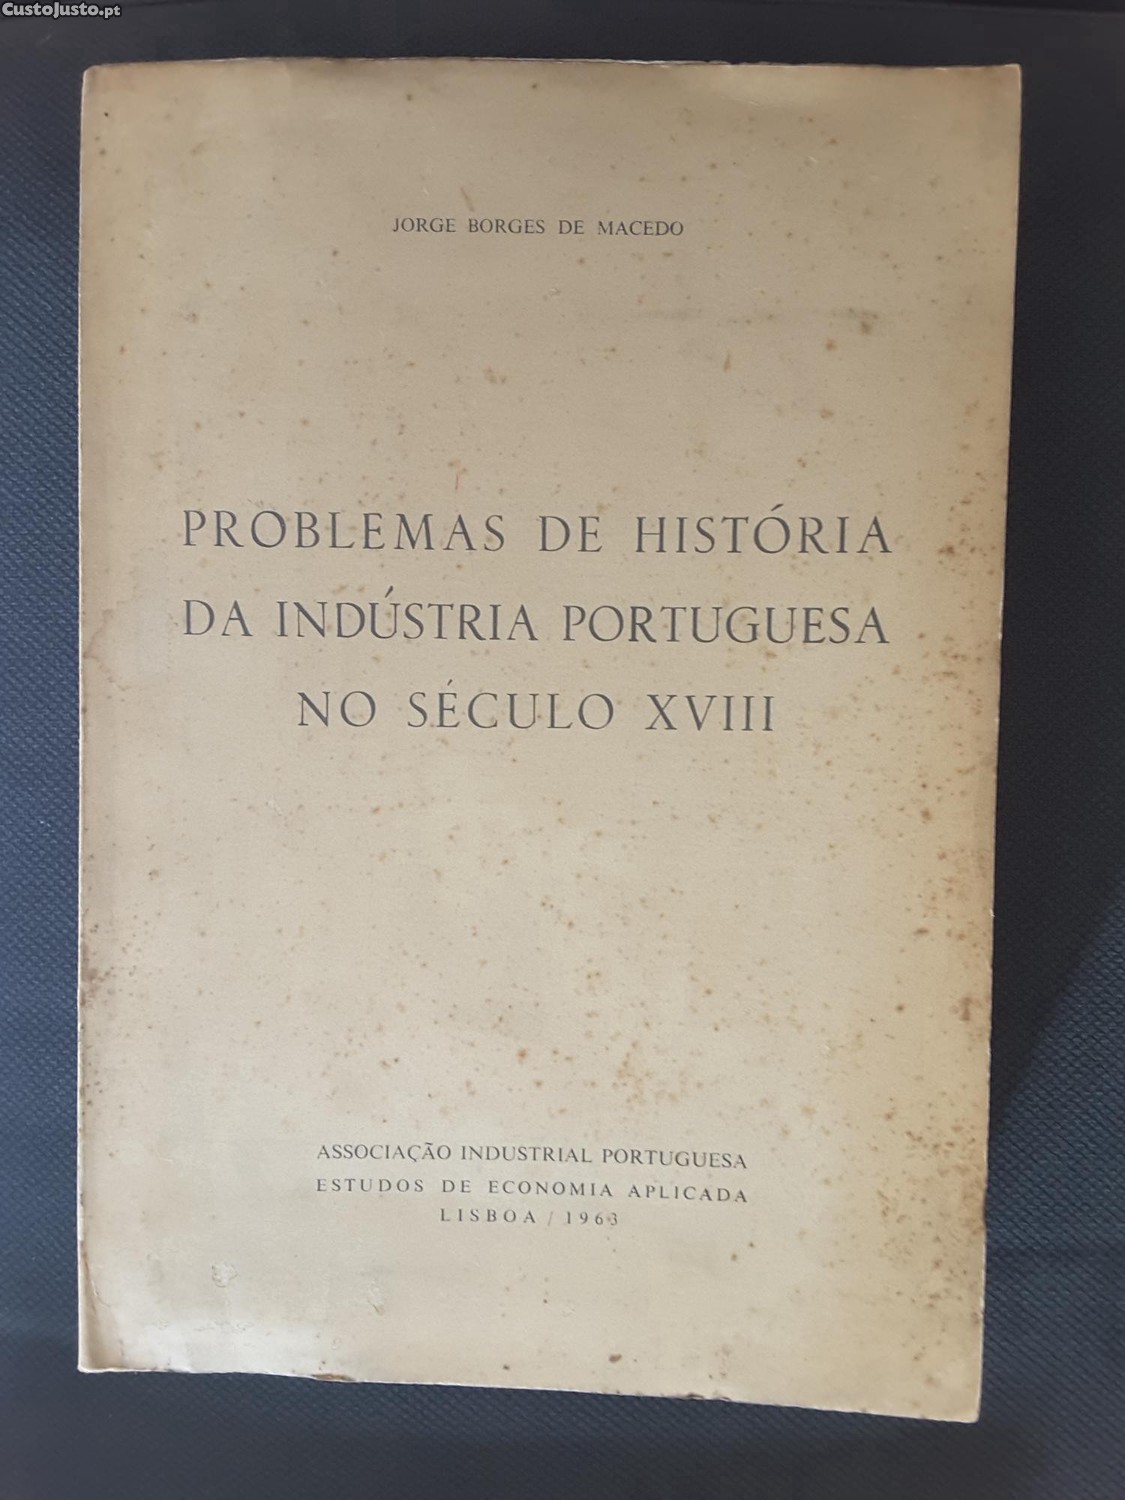 CustoJusto.pt
JORGE BORGES DE MACEDO
PROBLEMAS DE HISTÓRIA
DA INDÚSTRIA PORTUGUESA
NO SÉCULO XVIII
ASSOCIAÇÃO INDUSTRIAL PORTUGUESA
ESTUDOS DE ECONOMIA APLICADA
LISBOA / 1963